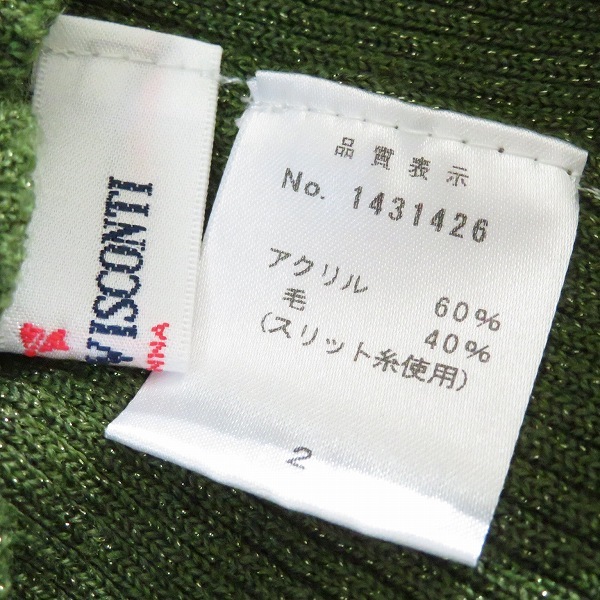 VISCONTI
品質表示
No. 1431426
アクリル 60%
毛 40%
(スリット糸使用)
2